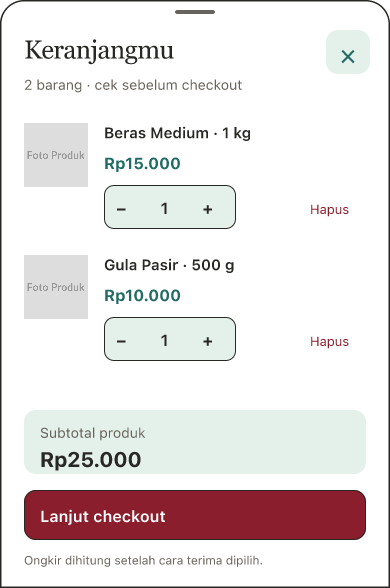 Keranjangmu
×
2 barang · cek sebelum checkout
Foto Produk
Beras Medium · 1 kg
Rp15.000
− 1 +
Hapus
Foto Produk
Gula Pasir · 500 g
Rp10.000
− 1 +
Hapus
Subtotal produk
Rp25.000
Lanjut checkout
Ongkir dihitung setelah cara terima dipilih.